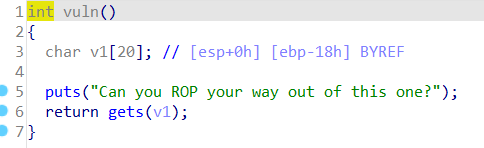 1 int vuln()
2 {
3 char v1[20]; // [esp+0h] [ebp-18h] BYREF
4
5 puts("Can you ROP your way out of this one?");
6 return gets(v1);
7 }